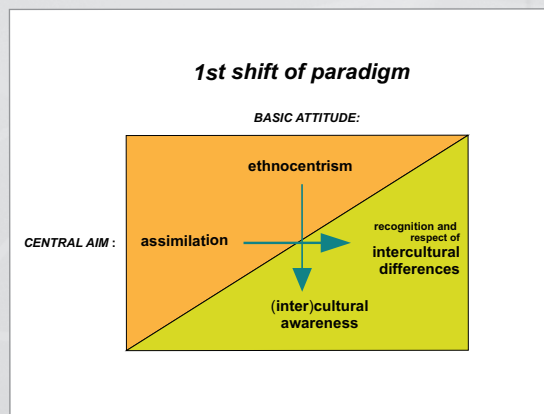 1st shift of paradigm
BASIC ATTITUDE:
ethnocentrism
CENTRAL AIM :
assimilation
recognition and
respect of
intercultural
differences
(inter)cultural
awareness